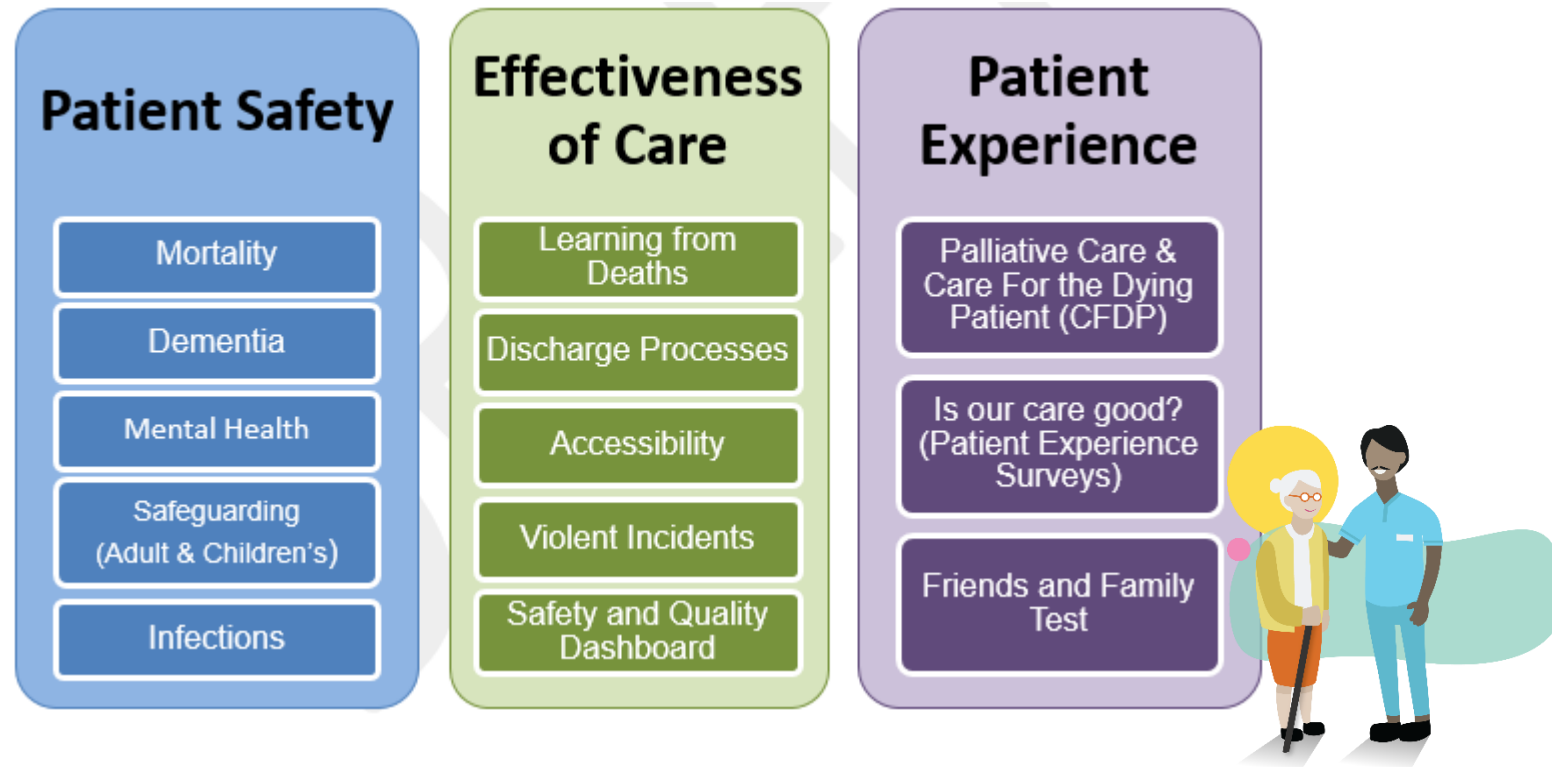 Patient Safety
Mortality
Dementia
Mental Health
Safeguarding
(Adult & Children's)
Infections
Effectiveness
of Care
Learning from
Deaths
Discharge Processes
Accessibility
Violent Incidents
Safety and Quality
Dashboard
Patient
Experience
Palliative Care &
Care For the Dying
Patient (CFDP)
Is our care good?
(Patient Experience
Surveys)
Friends and Family
Test